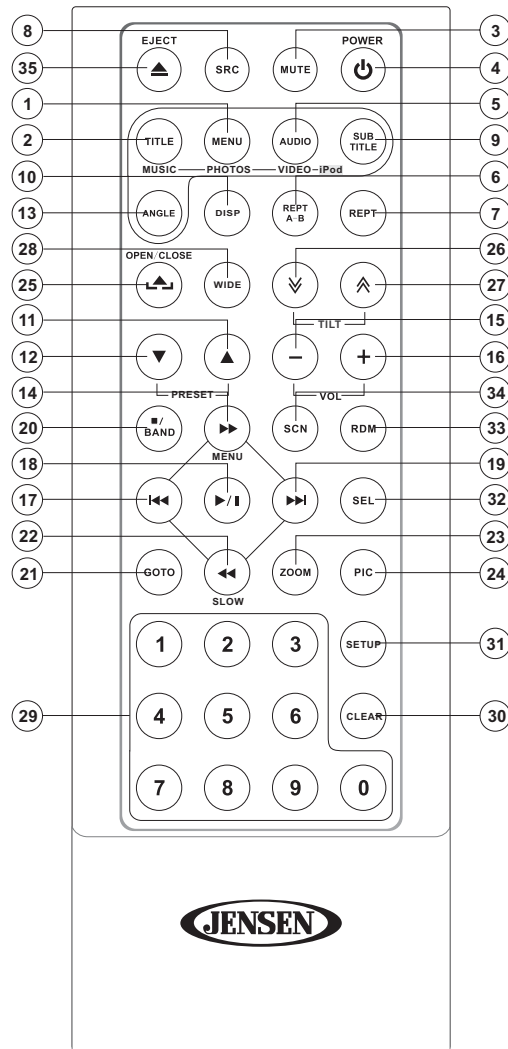 8 3
EJECT POWER
35 SRC MUTE 4
1 5
2 TITLE MENU AUDIO SUB TITLE 9
MUSIC PHOTOS VIDEO iPod
10 6
13 ANGLE DISP REPT A-B REPT 7
28 26
OPEN/CLOSE
25 WIDE 27
TILT
11 15
12 − + 16
PRESET VOL
14 34
20 ■/BAND SCN RDM 33
MENU
18 19
17 SEL 32
22 23
21 GOTO ZOOM PIC 24
SLOW
1 2 3 SETUP 31
29 4 5 6 CLEAR 30
7 8 9 0
JENSEN